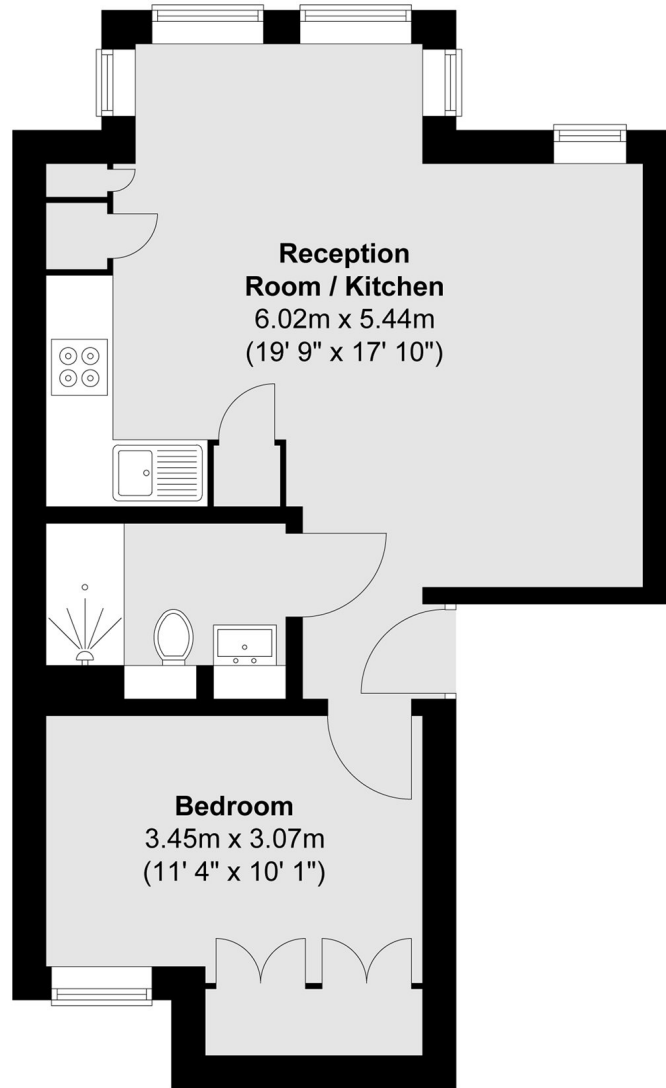 Reception
Room / Kitchen
6.02m x 5.44m
(19' 9" x 17' 10")
Bedroom
3.45m x 3.07m
(11' 4" x 10' 1")